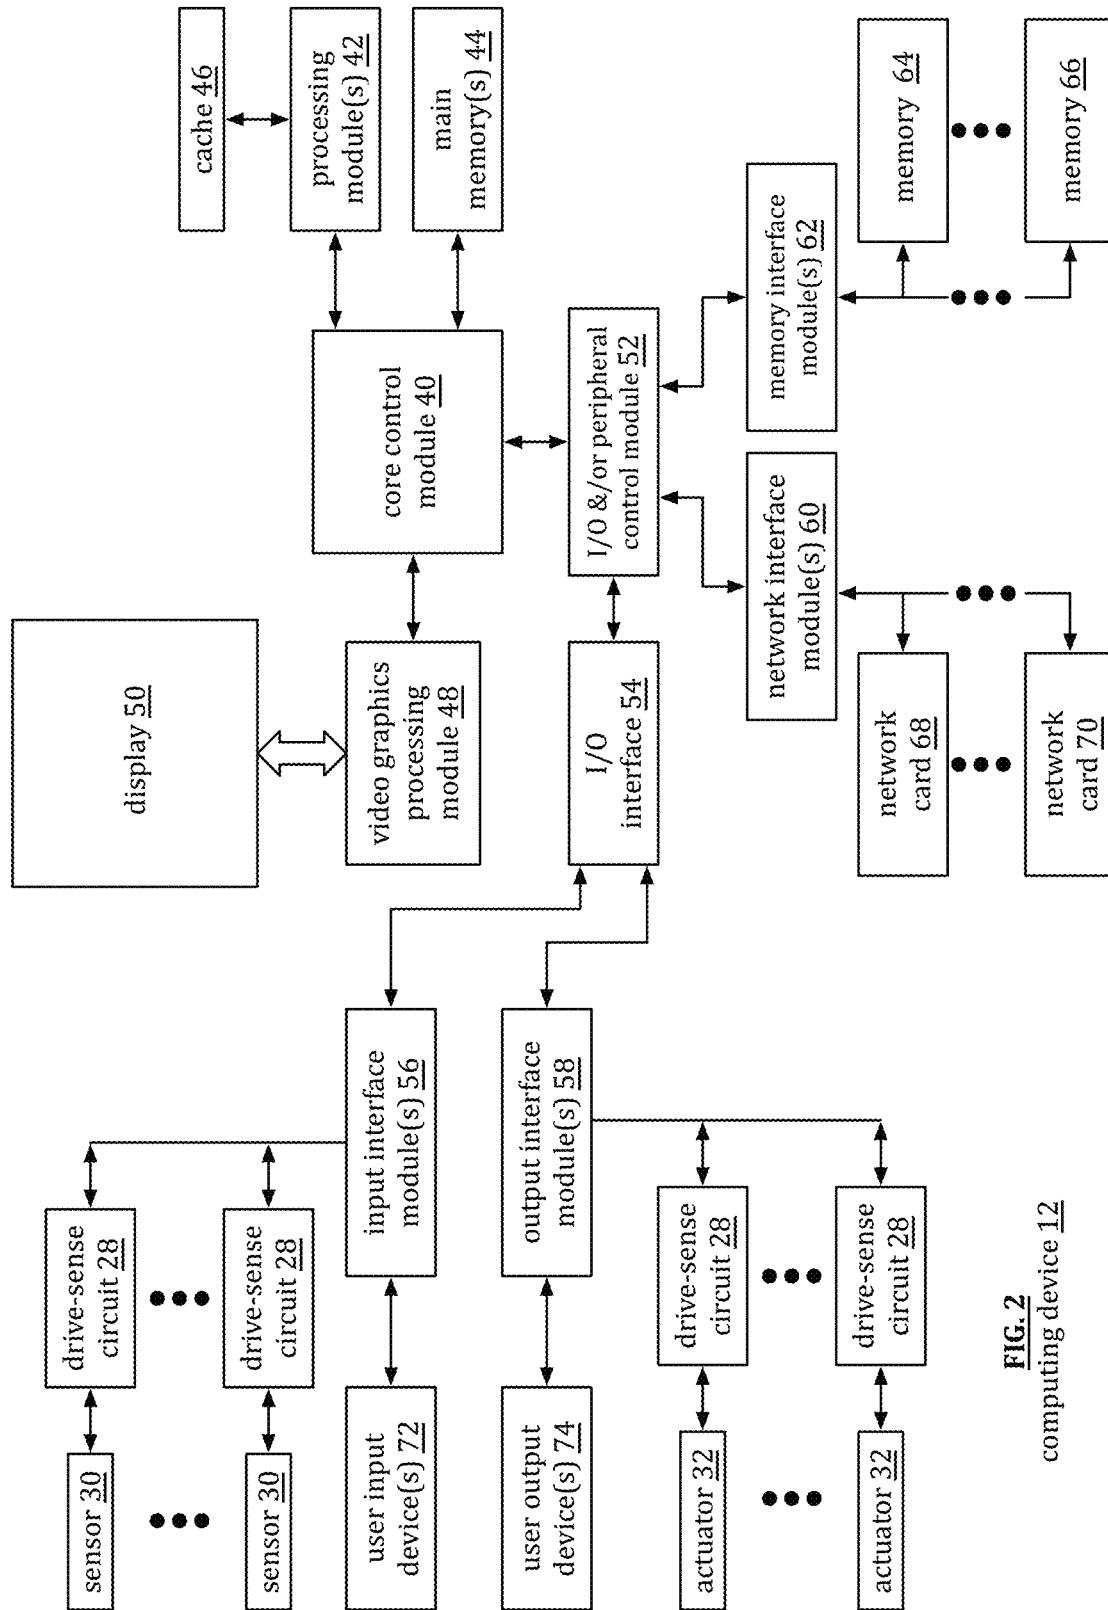 sensor 30
sensor 30
user input
device(s) 72
user output
device(s) 74
actuator 32
actuator 32
drive-sense
circuit 28
drive-sense
circuit 28
input interface
module(s) 56
output interface
module(s) 58
drive-sense
circuit 28
drive-sense
circuit 28
display 50
video graphics
processing
module 48
I/O
interface 54
network
card 68
network
card 70
core control
module 40
I/O &/or peripheral
control module 52
network interface
module(s) 60
memory interface
module(s) 62
cache 46
processing
module(s) 42
main
memory(s) 44
memory 64
memory 66
FIG. 2
computing device 12